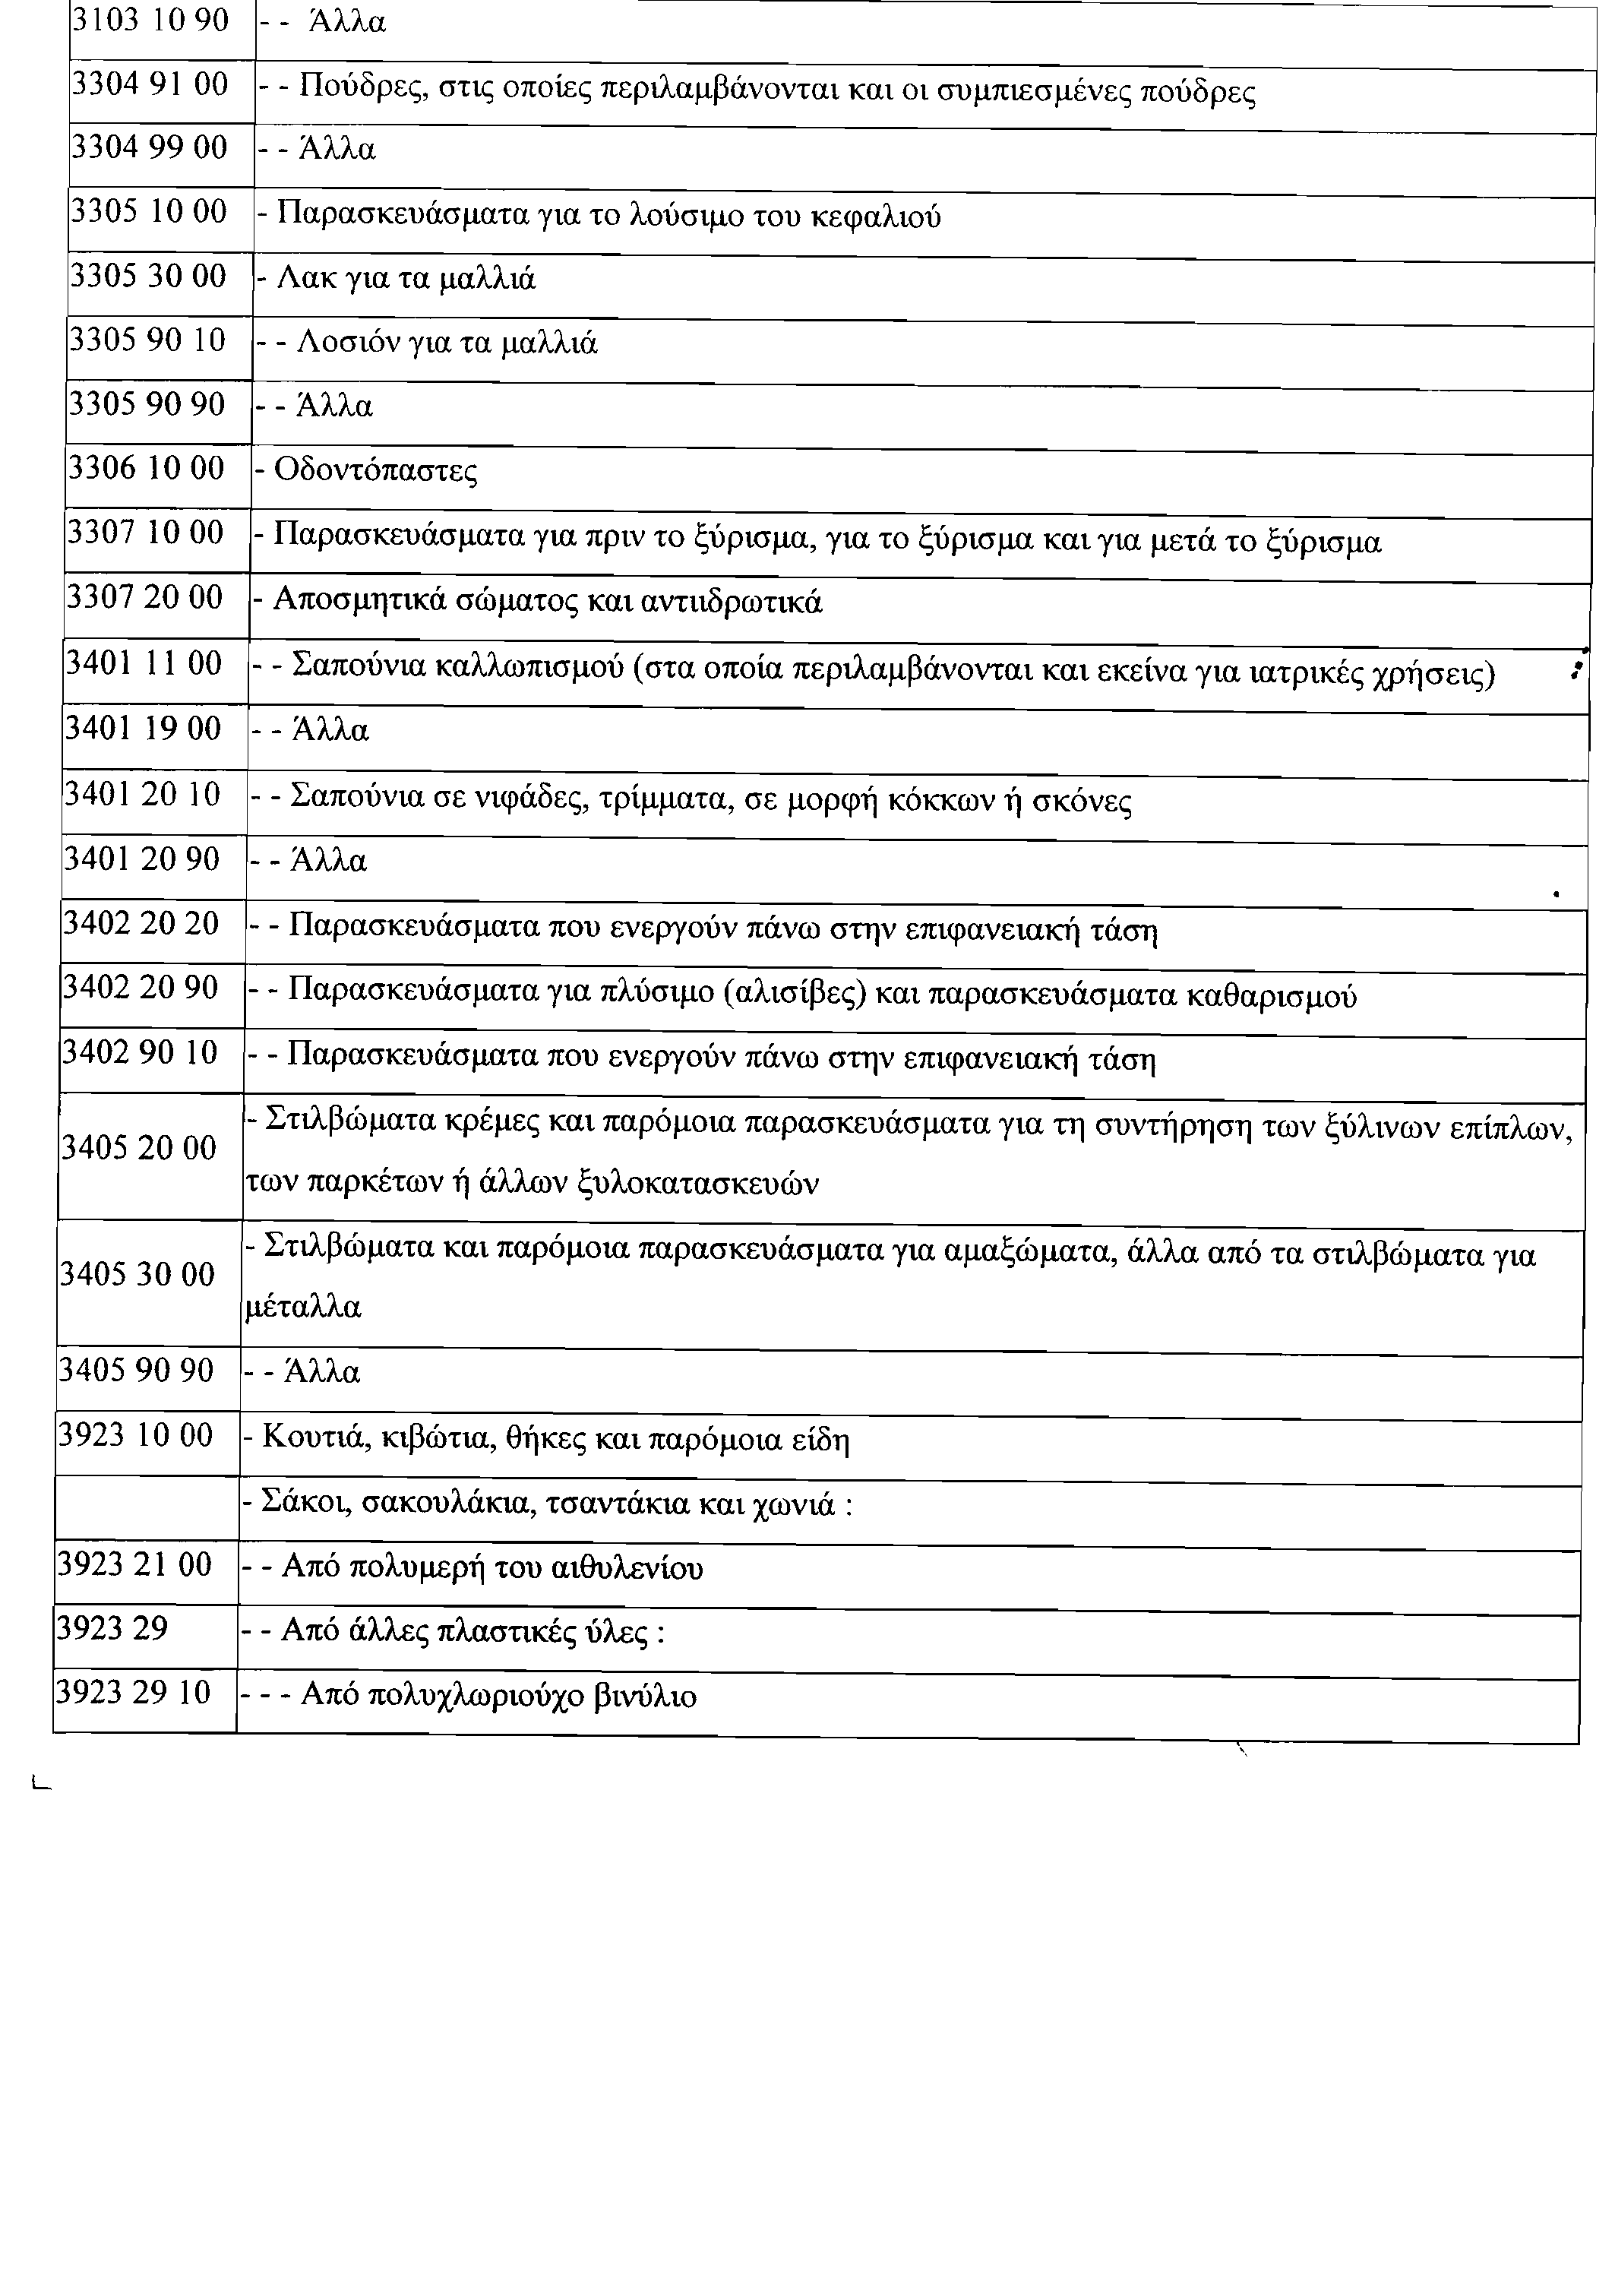 3103 10 90 - - Άλλα
3304 91 00 - - Πούδρες, στις οποίες περιλαμβάνονται και οι συμπιεσμένες πούδρες
3304 99 00 - - Άλλα
3305 10 00 - Παρασκευάσματα για το λούσιμο του κεφαλιού
3305 30 00 - Λακ για τα μαλλιά
3305 90 10 - - Λοσιόν για τα μαλλιά
3305 90 90 - - Άλλα
3306 10 00 - Οδοντόπαστες
3307 10 00 - Παρασκευάσματα για πριν το ξύρισμα, για το ξύρισμα και για μετά το ξύρισμα
3307 20 00 - Αποσμητικά σώματος και αντιιδρωτικά
3401 11 00 - - Σαπούνια καλλωπισμού (στα οποία περιλαμβάνονται και εκείνα για ιατρικές χρήσεις)
3401 19 00 - - Άλλα
3401 20 10 - - Σαπούνια σε νιφάδες, τρίμματα, σε μορφή κόκκων ή σκόνες
3401 20 90 - - Άλλα
3402 20 20 - - Παρασκευάσματα που ενεργούν πάνω στην επιφανειακή τάση
3402 20 90 - - Παρασκευάσματα για πλύσιμο (αλισίβες) και παρασκευάσματα καθαρισμού
3402 90 10 - - Παρασκευάσματα που ενεργούν πάνω στην επιφανειακή τάση
3405 20 00 - Στιλβώματα κρέμες και παρόμοια παρασκευάσματα για τη συντήρηση των ξύλινων επίπλων,
των παρκέτων ή άλλων ξυλοκατασκευών
3405 30 00 - Στιλβώματα και παρόμοια παρασκευάσματα για αμαξώματα, άλλα από τα στιλβώματα για
μέταλλα
3405 90 90 - - Άλλα
3923 10 00 - Κουτιά, κιβώτια, θήκες και παρόμοια είδη
- Σάκοι, σακουλάκια, τσαντάκια και χωνιά :
3923 21 00 - - Από πολυμερή του αιθυλενίου
3923 29 - - Από άλλες πλαστικές ύλες :
3923 29 10 - - - Από πολυχλωριούχο βινύλιο